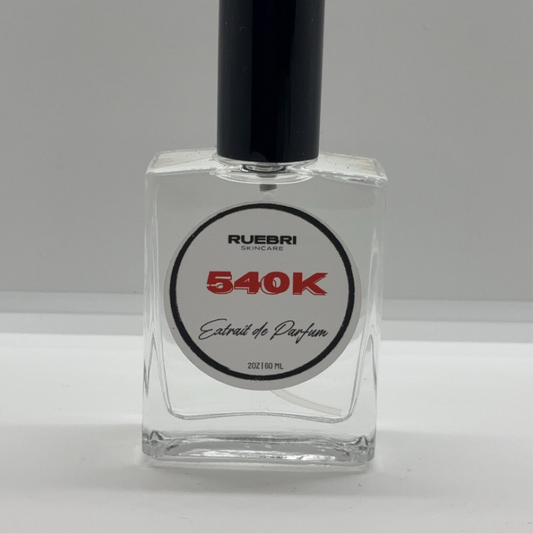 RUEBRI
SKINCARE
540K
Extrait de Parfum
2OZ | 60 ML